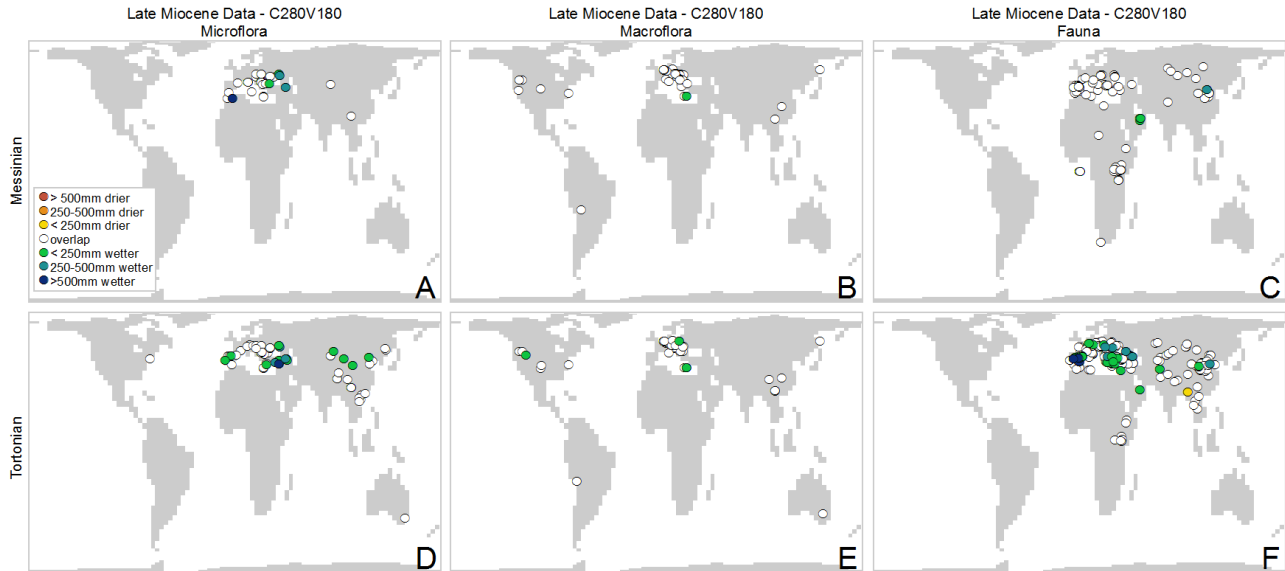 Late Miocene Data - C280V180
Microflora
Late Miocene Data - C280V180
Macroflora
Late Miocene Data - C280V180
Fauna
Messinian
> 500mm drier
250-500mm drier
< 250mm drier
overlap
< 250mm wetter
250-500mm wetter
>500mm wetter
A
B
C
Tortonian
D
E
F